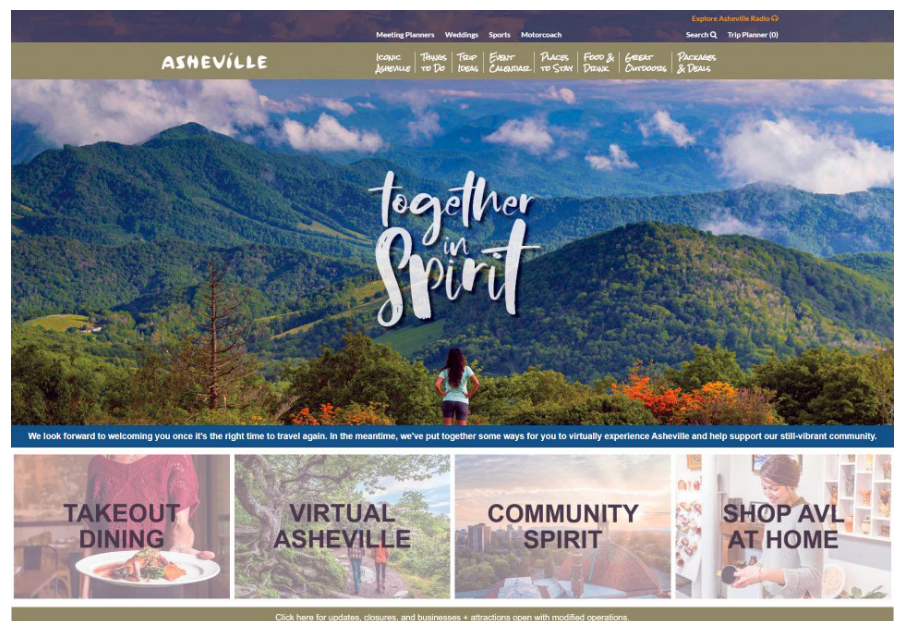 Explore Asheville Radio
Meeting Planners Weddings Sports Motorcoach Search Trip Planner (0)
ASHEVILLE
Iconic Asheville
Things to Do
Trip Ideas
Event Calendar
Places to Stay
Food & Drink
Great Outdoors
Packages & Deals
together
in
Spirit
We look forward to welcoming you once it's the right time to travel again. In the meantime, we've put together some ways for you to virtually experience Asheville and help support our still-vibrant community.
TAKEOUT
DINING
VIRTUAL
ASHEVILLE
COMMUNITY
SPIRIT
SHOP AVL
AT HOME
Click here for updates, closures, and businesses + attractions open with modified operations.